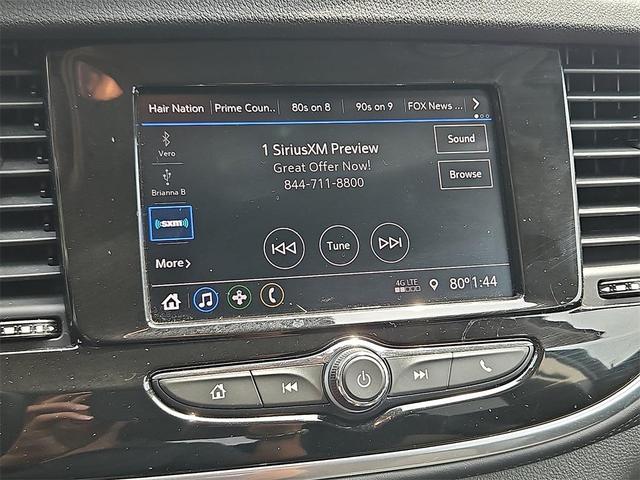 Hair Nation
Prime Coun..
80s on 8
90s on 9
FOX News ...
Vero
Brianna B
sxm
More
1 SiriusXM Preview
Great Offer Now!
844-711-8800
Sound
Browse
Tune
4G LTE
80° 1:44